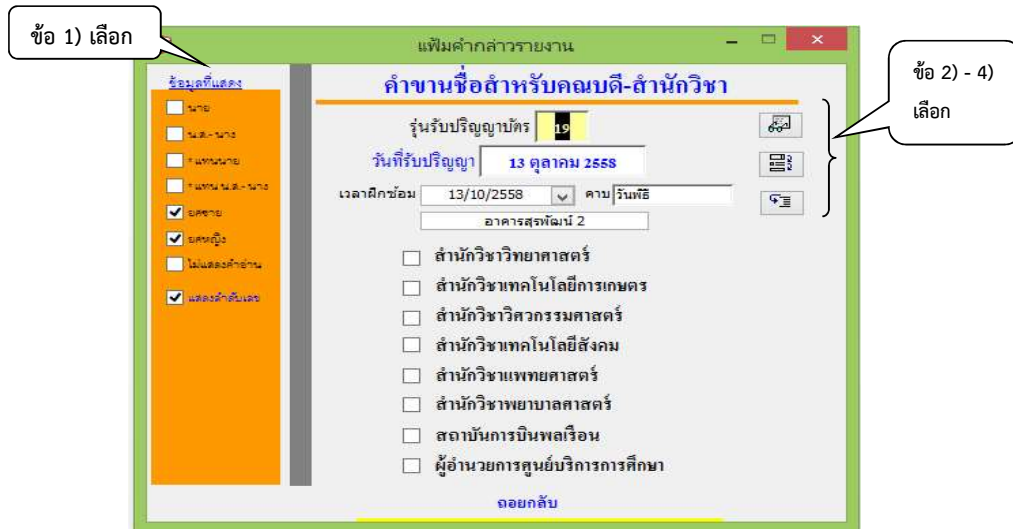 ข้อ 1) เลือก
แฟ้มคำกล่าวรายงาน
ข้อมูลที่แสดง
นาย
น.ส.- นาง
* แทนนาย
* แทน น.ส.- นาง
ยศชาย
ยศหญิง
ไม่แสดงคำอ่าน
แสดงลำดับเลข
คำขานชื่อสำหรับคณบดี-สำนักวิชา
รุ่นรับปริญญาบัตร 19
วันที่รับปริญญา 13 ตุลาคม 2558
เวลาฝึกซ้อม 13/10/2558 คาบ วันพิธี
อาคารสุรพัฒน์ 2
สำนักวิชาวิทยาศาสตร์
สำนักวิชาเทคโนโลยีการเกษตร
สำนักวิชาวิศวกรรมศาสตร์
สำนักวิชาเทคโนโลยีสังคม
สำนักวิชาแพทยศาสตร์
สำนักวิชาพยาบาลศาสตร์
สถาบันการบินพลเรือน
ผู้อำนวยการศูนย์บริการการศึกษา
ถอยกลับ
ข้อ 2) - 4)
เลือก